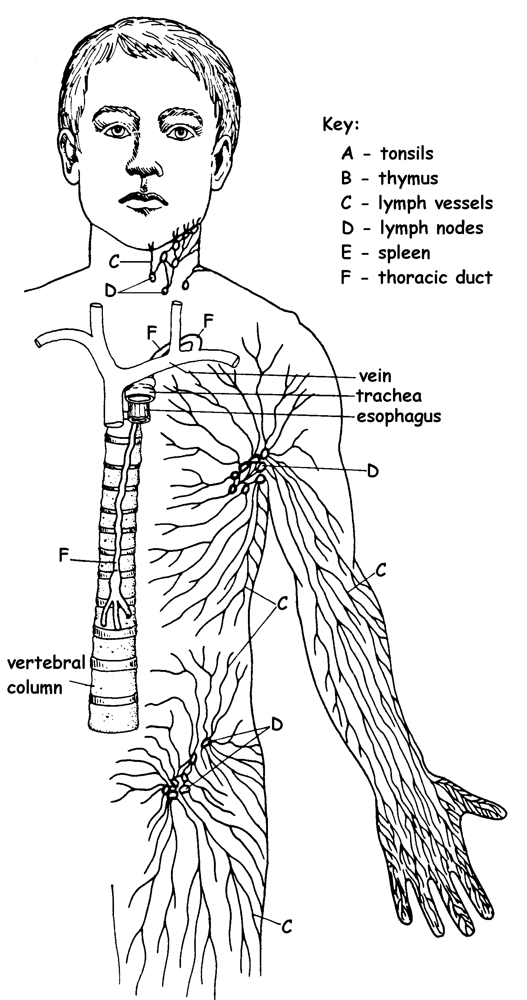 Key:
A - tonsils
B - thymus
C - lymph vessels
D - lymph nodes
E - spleen
F - thoracic duct
C
D
F
F
vein
trachea
esophagus
D
F
C
C
vertebral
column
D
C